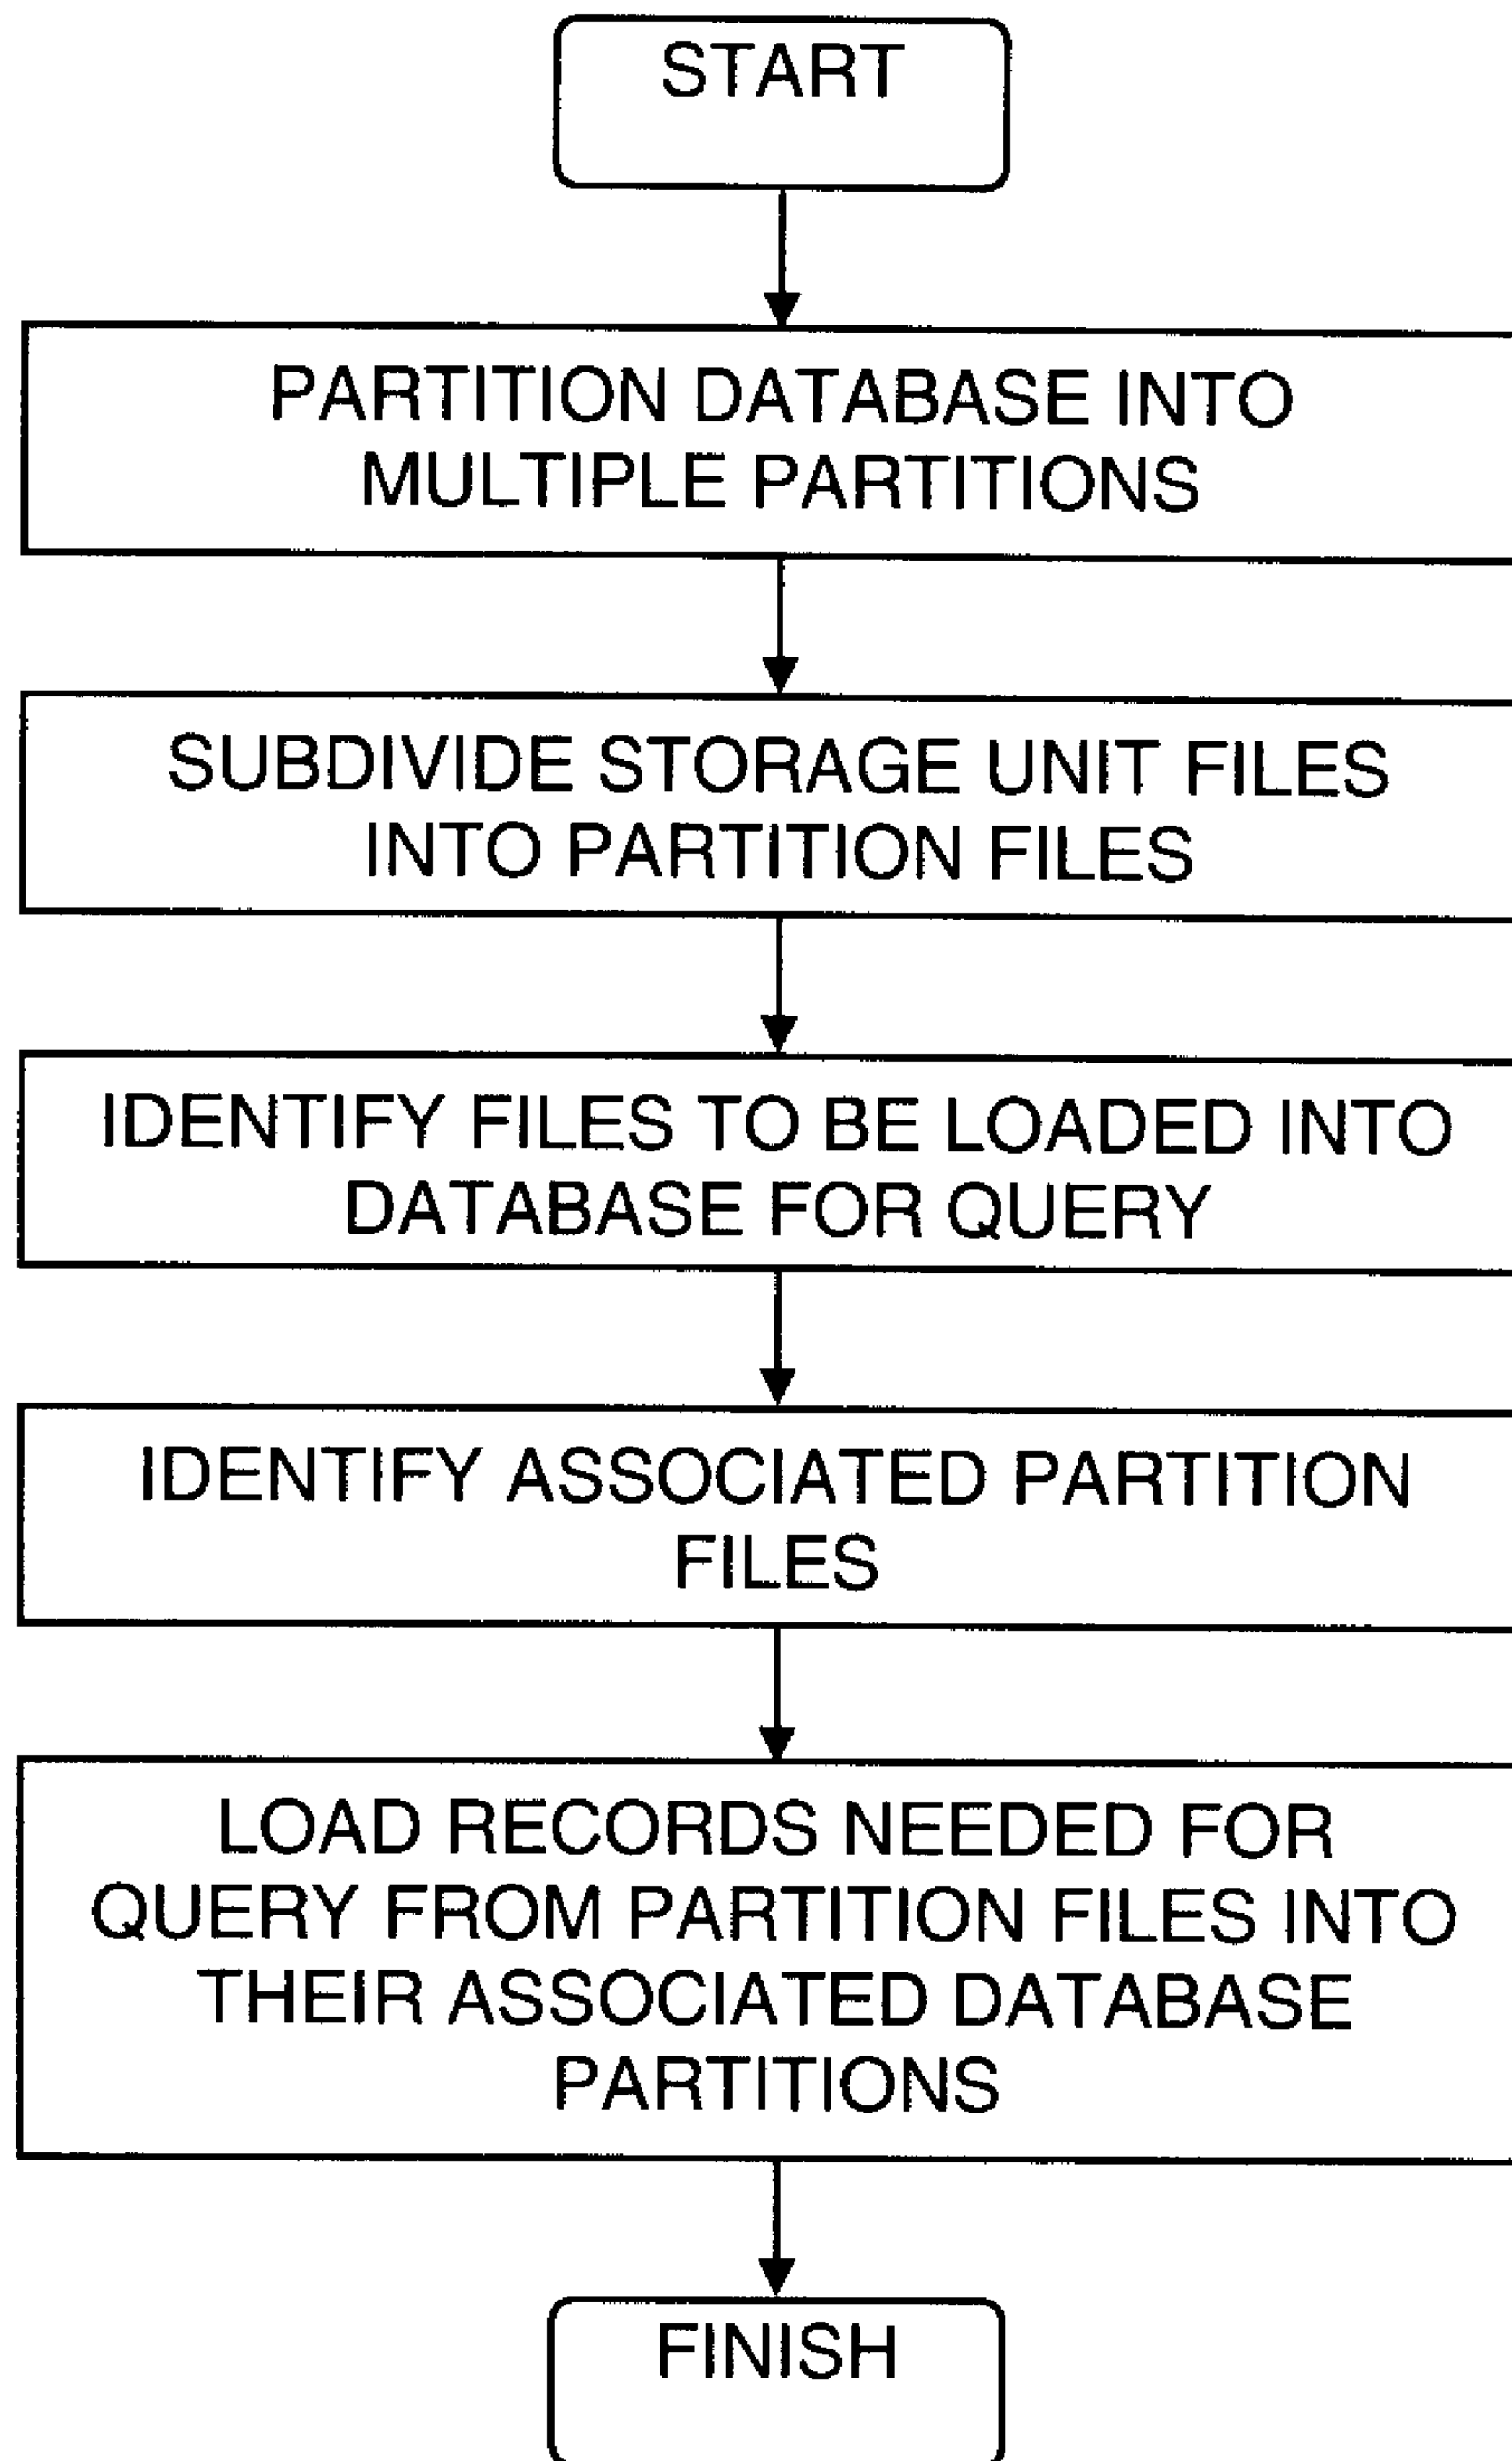 START
PARTITION DATABASE INTO
MULTIPLE PARTITIONS
SUBDIVIDE STORAGE UNIT FILES
INTO PARTITION FILES
IDENTIFY FILES TO BE LOADED INTO
DATABASE FOR QUERY
IDENTIFY ASSOCIATED PARTITION
FILES
LOAD RECORDS NEEDED FOR
QUERY FROM PARTITION FILES INTO
THEIR ASSOCIATED DATABASE
PARTITIONS
FINISH